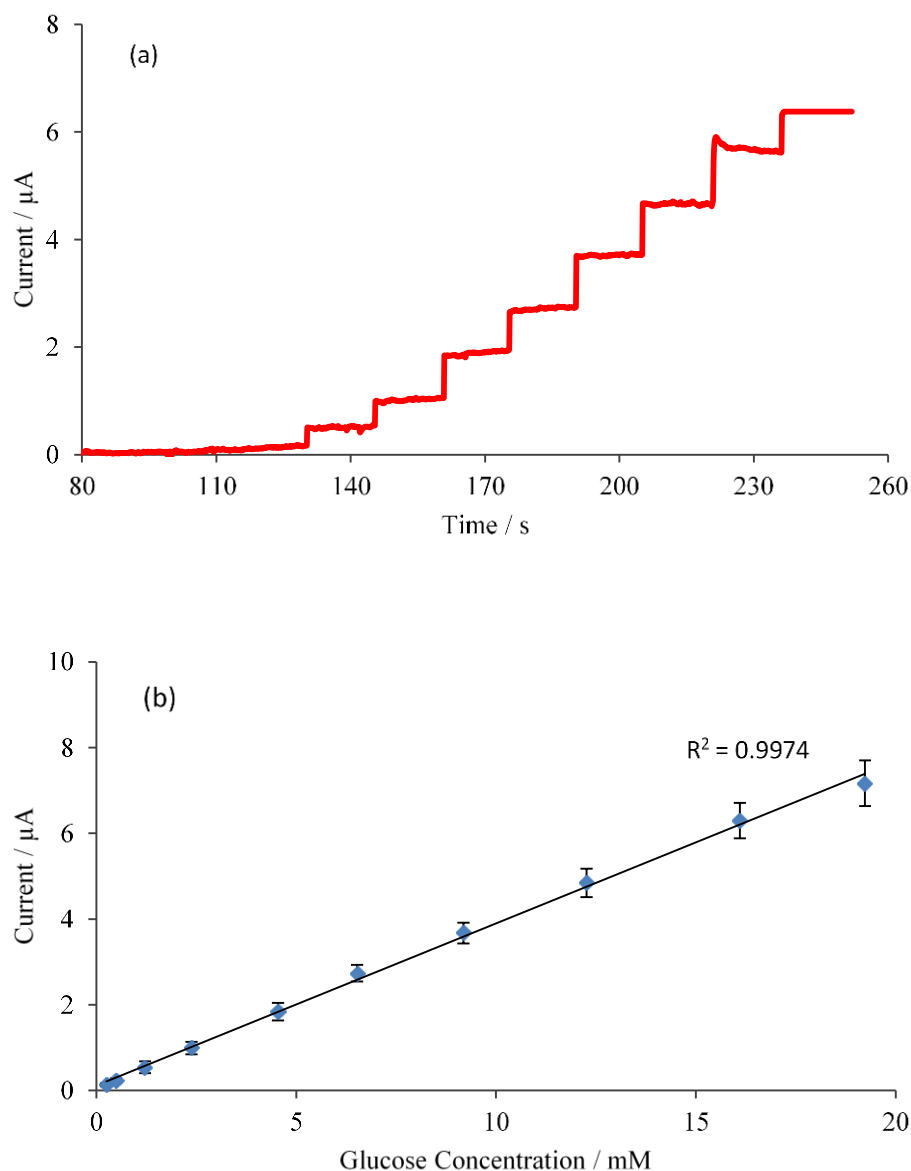 (a)
8
6
4
2
0
Current / μA
80 110 140 170 200 230 260
Time / s
(b)
R² = 0.9974
10
8
6
4
2
0
Current / μA
0 5 10 15 20
Glucose Concentration / mM